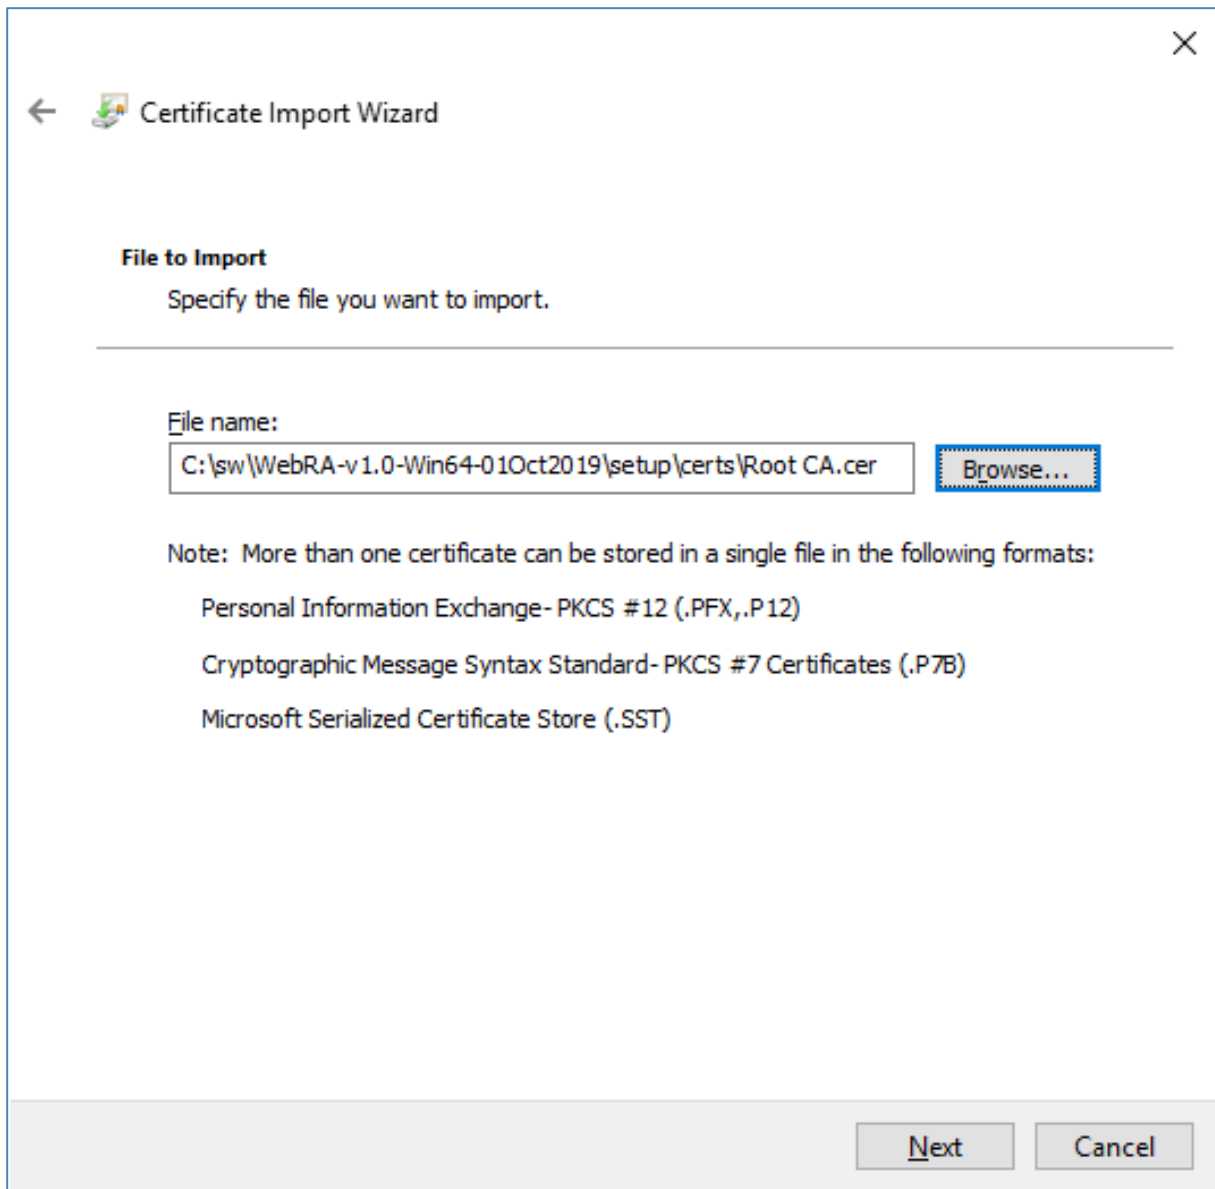 Certificate Import Wizard
File to Import
Specify the file you want to import.
File name:
C:\sw\WebRA-v1.0-Win64-01Oct2019\setup\certs\Root CA.cer
Browse...
Note:  More than one certificate can be stored in a single file in the following formats:
Personal Information Exchange- PKCS #12 (.PFX,.P12)
Cryptographic Message Syntax Standard- PKCS #7 Certificates (.P7B)
Microsoft Serialized Certificate Store (.SST)
Next
Cancel